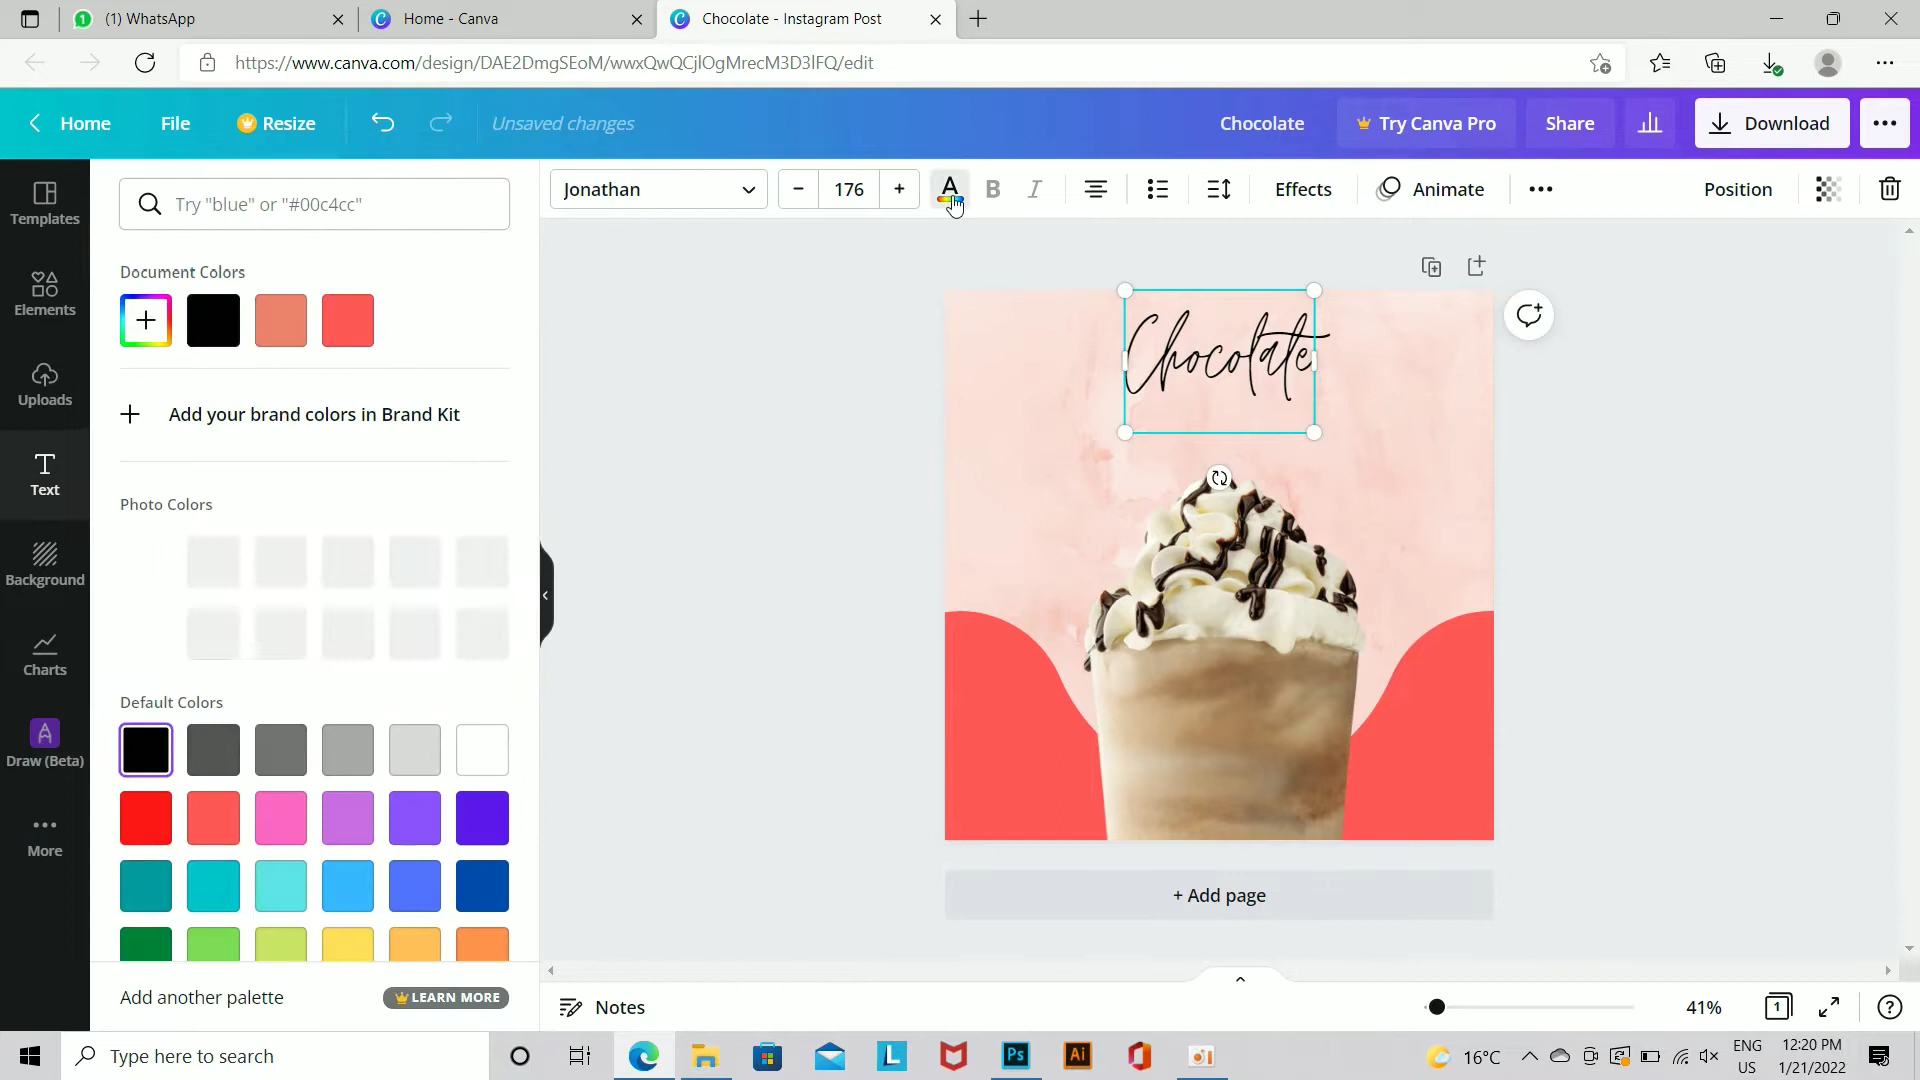 (1) WhatsApp
Home - Canva
Chocolate - Instagram Post
https://www.canva.com/design/DAE2DmgSEoM/wwxQwQCjlOgMrecM3D3lFQ/edit
Home
File
Resize
Unsaved changes
Chocolate
Try Canva Pro
Share
Download
Templates
Elements
Uploads
Text
Background
Charts
Draw (Beta)
More
Try "blue" or "#00c4cc"
Document Colors
Add your brand colors in Brand Kit
Photo Colors
Default Colors
Add another palette
LEARN MORE
Jonathan
176
A B I
Effects
Animate
Position
Chocolate
+ Add page
Notes
41%
1
Type here to search
L
Ps
Ai
16°C
ENG
US
12:20 PM
1/21/2022